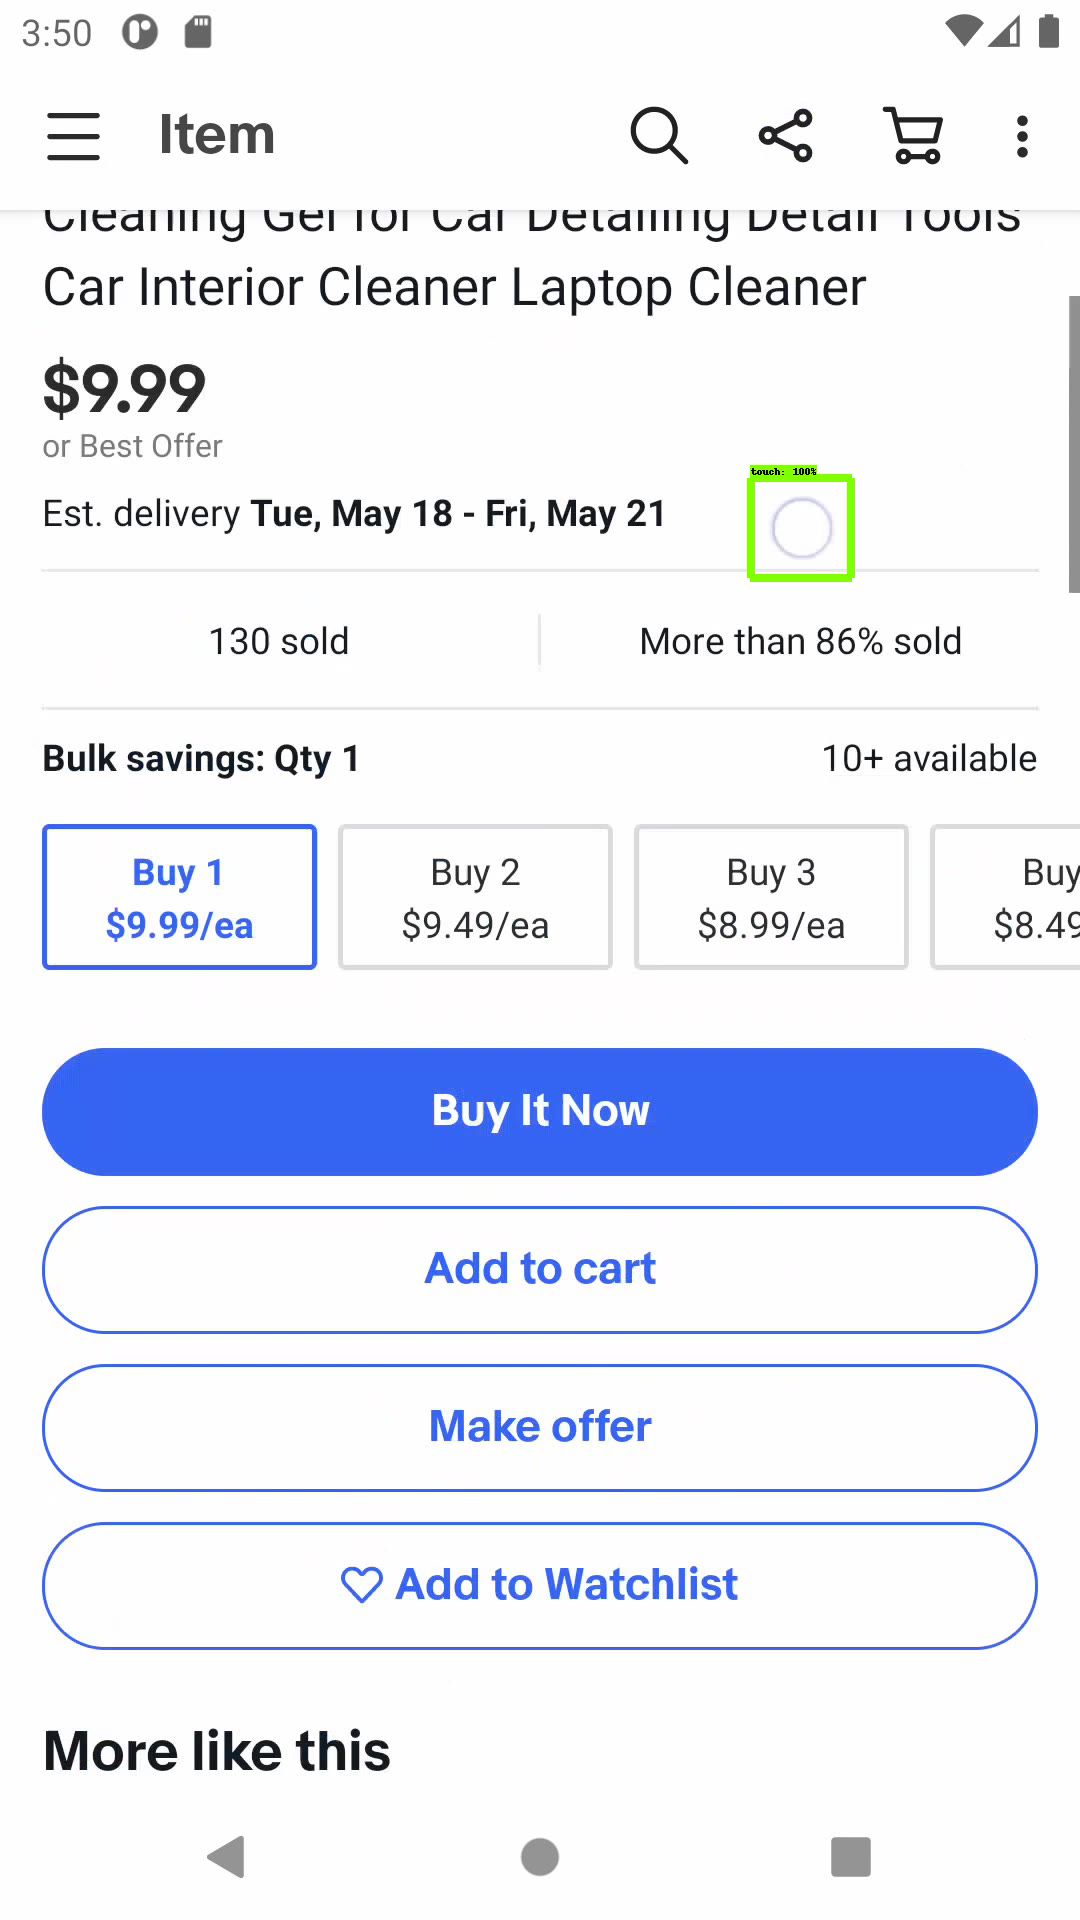 3:50
Item
Cleaning Gel for Car Detailing Detail Tools
Car Interior Cleaner Laptop Cleaner
$9.99
or Best Offer
touch: 100%
Est. delivery Tue, May 18 - Fri, May 21
130 sold
More than 86% sold
Bulk savings: Qty 1
10+ available
Buy 1
$9.99/ea
Buy 2
$9.49/ea
Buy 3
$8.99/ea
Buy
$8.49
Buy It Now
Add to cart
Make offer
Add to Watchlist
More like this